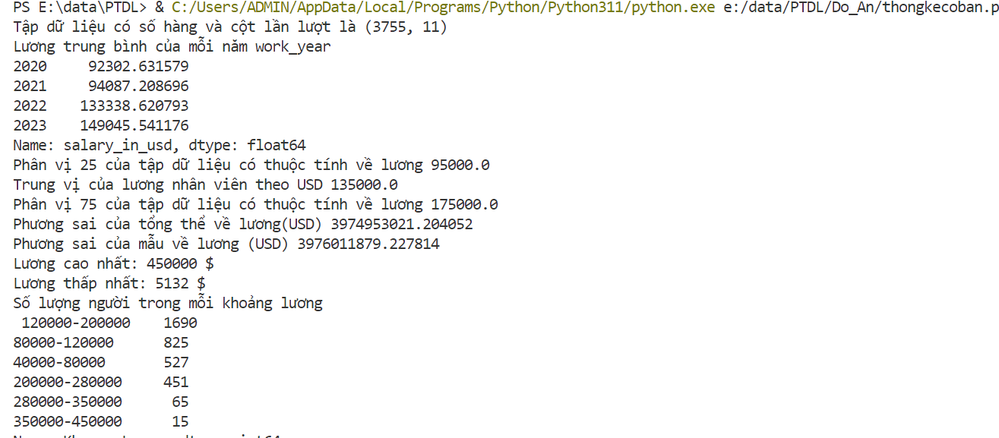 PS E:\data\PTDL> & C:/Users/ADMIN/AppData/Local/Programs/Python/Python311/python.exe e:/data/PTDL/Do_An/thongkecoban.p
Tập dữ liệu có số hàng và cột lần lượt là (3755, 11)
Lương trung bình của mỗi năm work_year
2020     92302.631579
2021     94087.208696
2022    133338.620793
2023    149045.541176
Name: salary_in_usd, dtype: float64
Phân vị 25 của tập dữ liệu có thuộc tính về lương 95000.0
Trung vị của lương nhân viên theo USD 135000.0
Phân vị 75 của tập dữ liệu có thuộc tính về lương 175000.0
Phương sai của tổng thể về lương(USD) 3974953021.204052
Phương sai của mẫu về lương (USD) 3976011879.227814
Lương cao nhất: 450000 $
Lương thấp nhất: 5132 $
Số lượng người trong mỗi khoảng lương
 120000-200000    1690
80000-120000      825
40000-80000       527
200000-280000     451
280000-350000      65
350000-450000      15